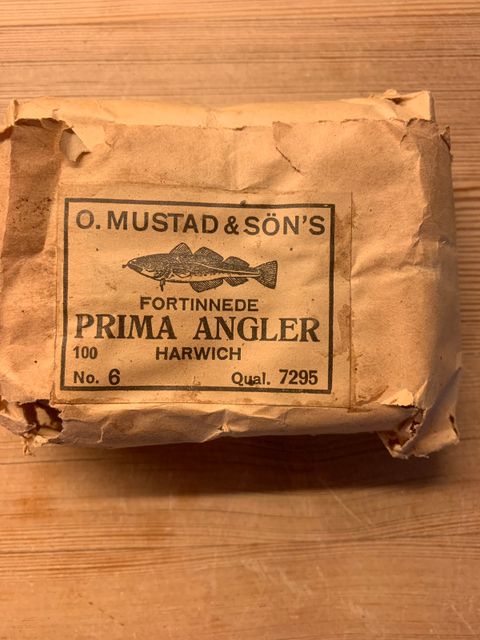 O. MUSTAD & SÖN'S
FORTINNEDE
PRIMA ANGLER
100 HARWICH
No. 6 Qual. 7295